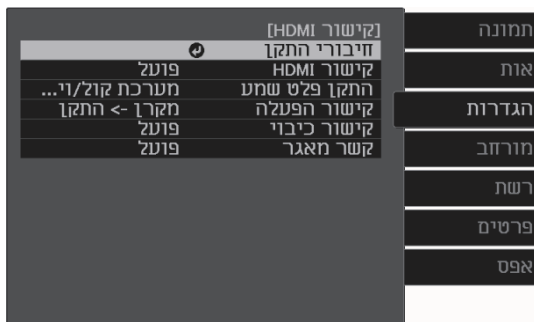 תמונה
אות
הגדרות
מורחב
רשת
פרטים
אפס
[קישור HDMI]
חיבורי התקן
קישור HDMI פועל
התקן פלט שמע מערכת קול/וי...
קישור הפעלה מקרן -> התקן
קישור כיבוי פועל
קשר מאגר פועל